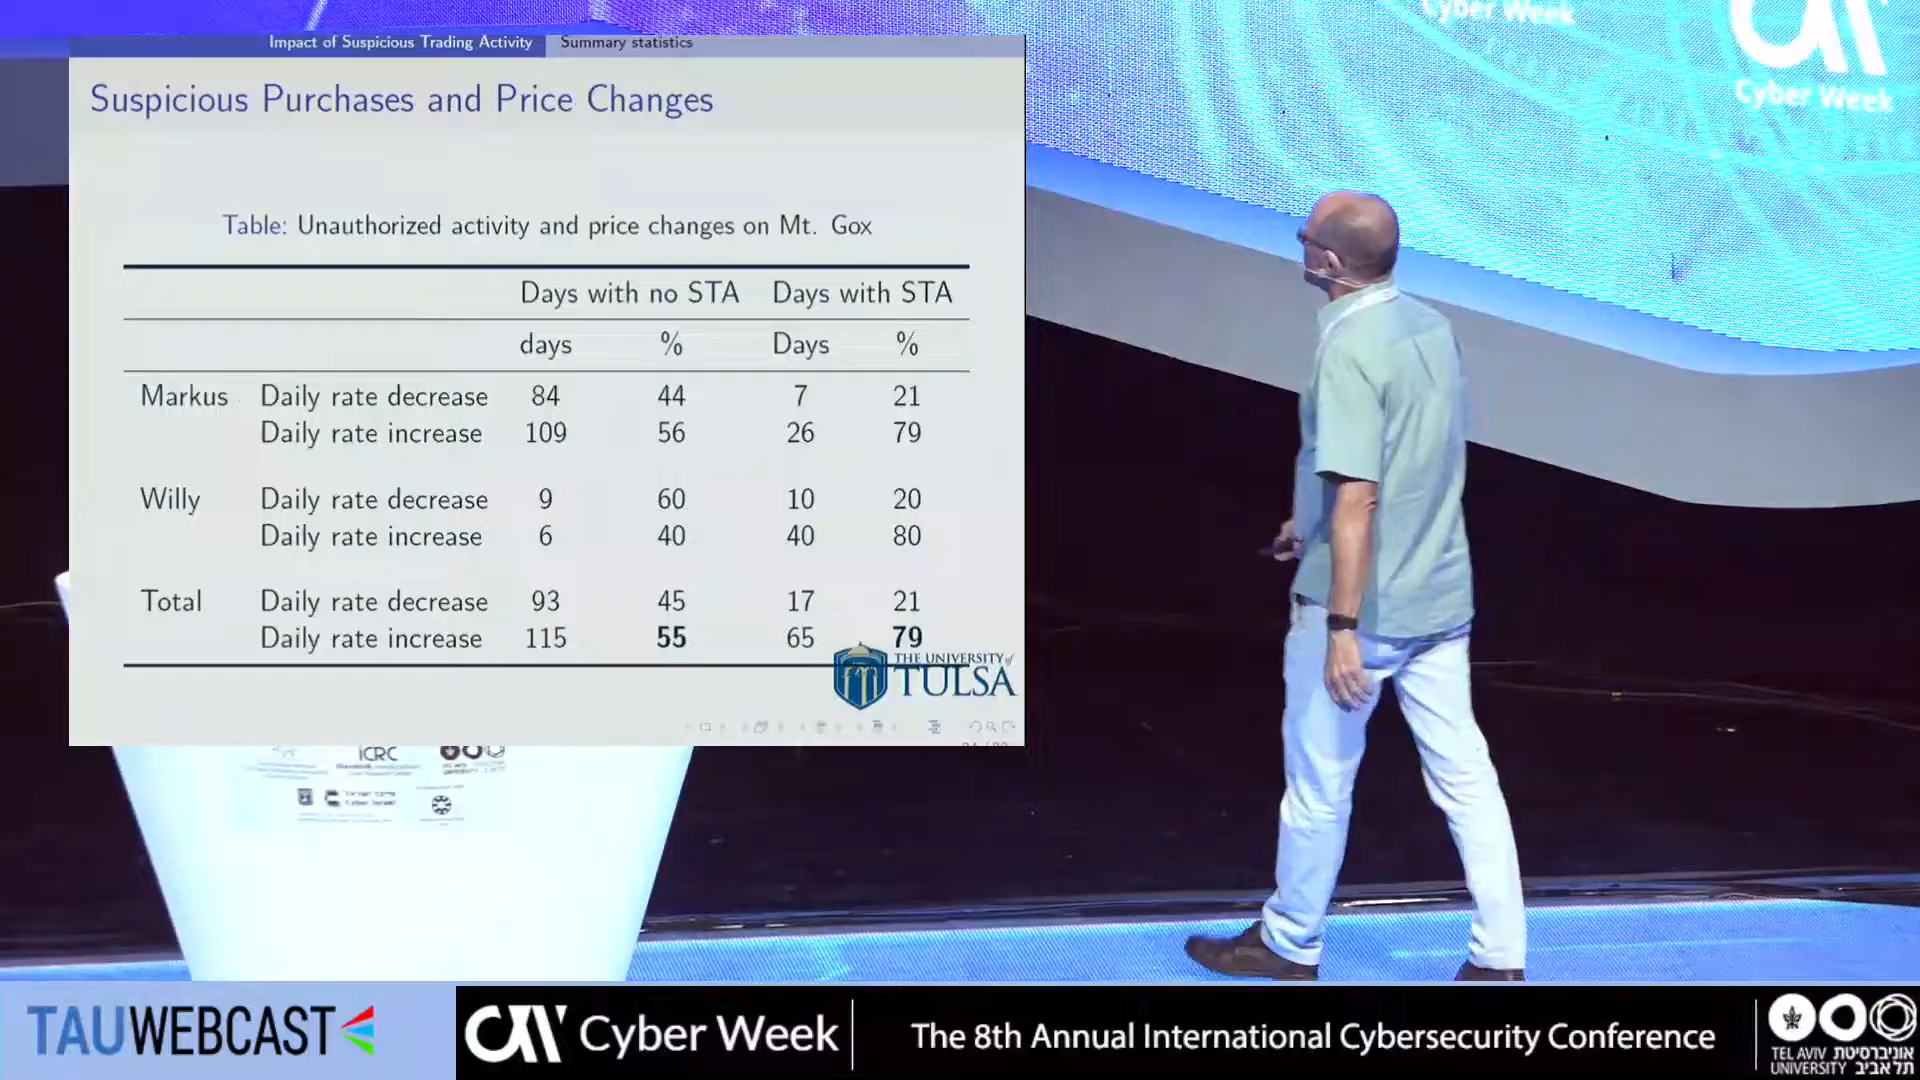 Cyber Week
Cyber Week
Impact of Suspicious Trading Activity Summary statistics
Suspicious Purchases and Price Changes
Table: Unauthorized activity and price changes on Mt. Gox
Days with no STA Days with STA
days % Days %
Markus Daily rate decrease 84 44 7 21
Daily rate increase 109 56 26 79
Willy Daily rate decrease 9 60 10 20
Daily rate increase 6 40 40 80
Total Daily rate decrease 93 45 17 21
Daily rate increase 115 55 65 79
THE UNIVERSITY of
TULSA
ICRC
TAUWEBCAST
Cyber Week
The 8th Annual International Cybersecurity Conference
TEL AVIV אוניברסיטת
UNIVERSITY תל אביב